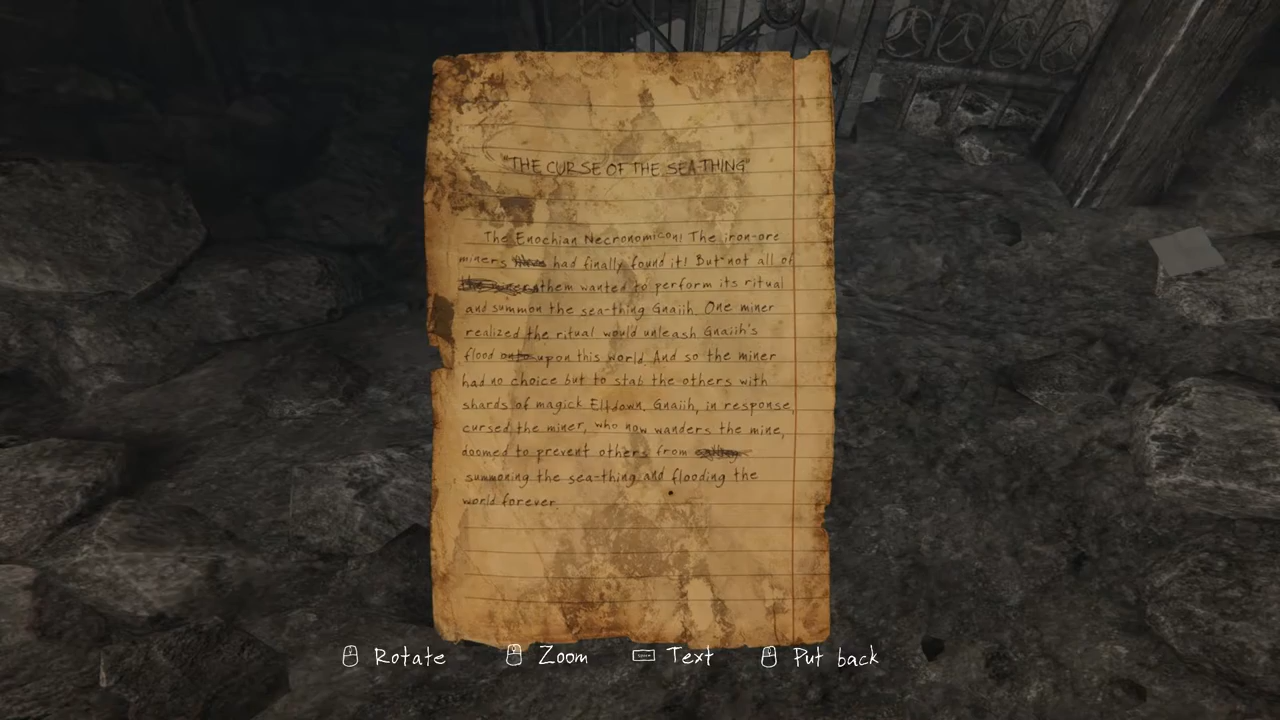 "THE CURSE OF THE SEA-THING"
The Enochian Necronomicon! The iron-ore
miners had finally found it! But not all of
the miners them wanted to perform its ritual
and summon the sea-thing Gnaiih. One miner
realized the ritual would unleash Gnaiih's
flood onto upon this world. And so the miner
had no choice but to stab the others with
shards of magick Eltdown. Gnaiih, in response,
cursed the miner, who now wanders the mine,
doomed to prevent others from
summoning the sea-thing and flooding the
world forever.
Rotate Zoom Text Put back